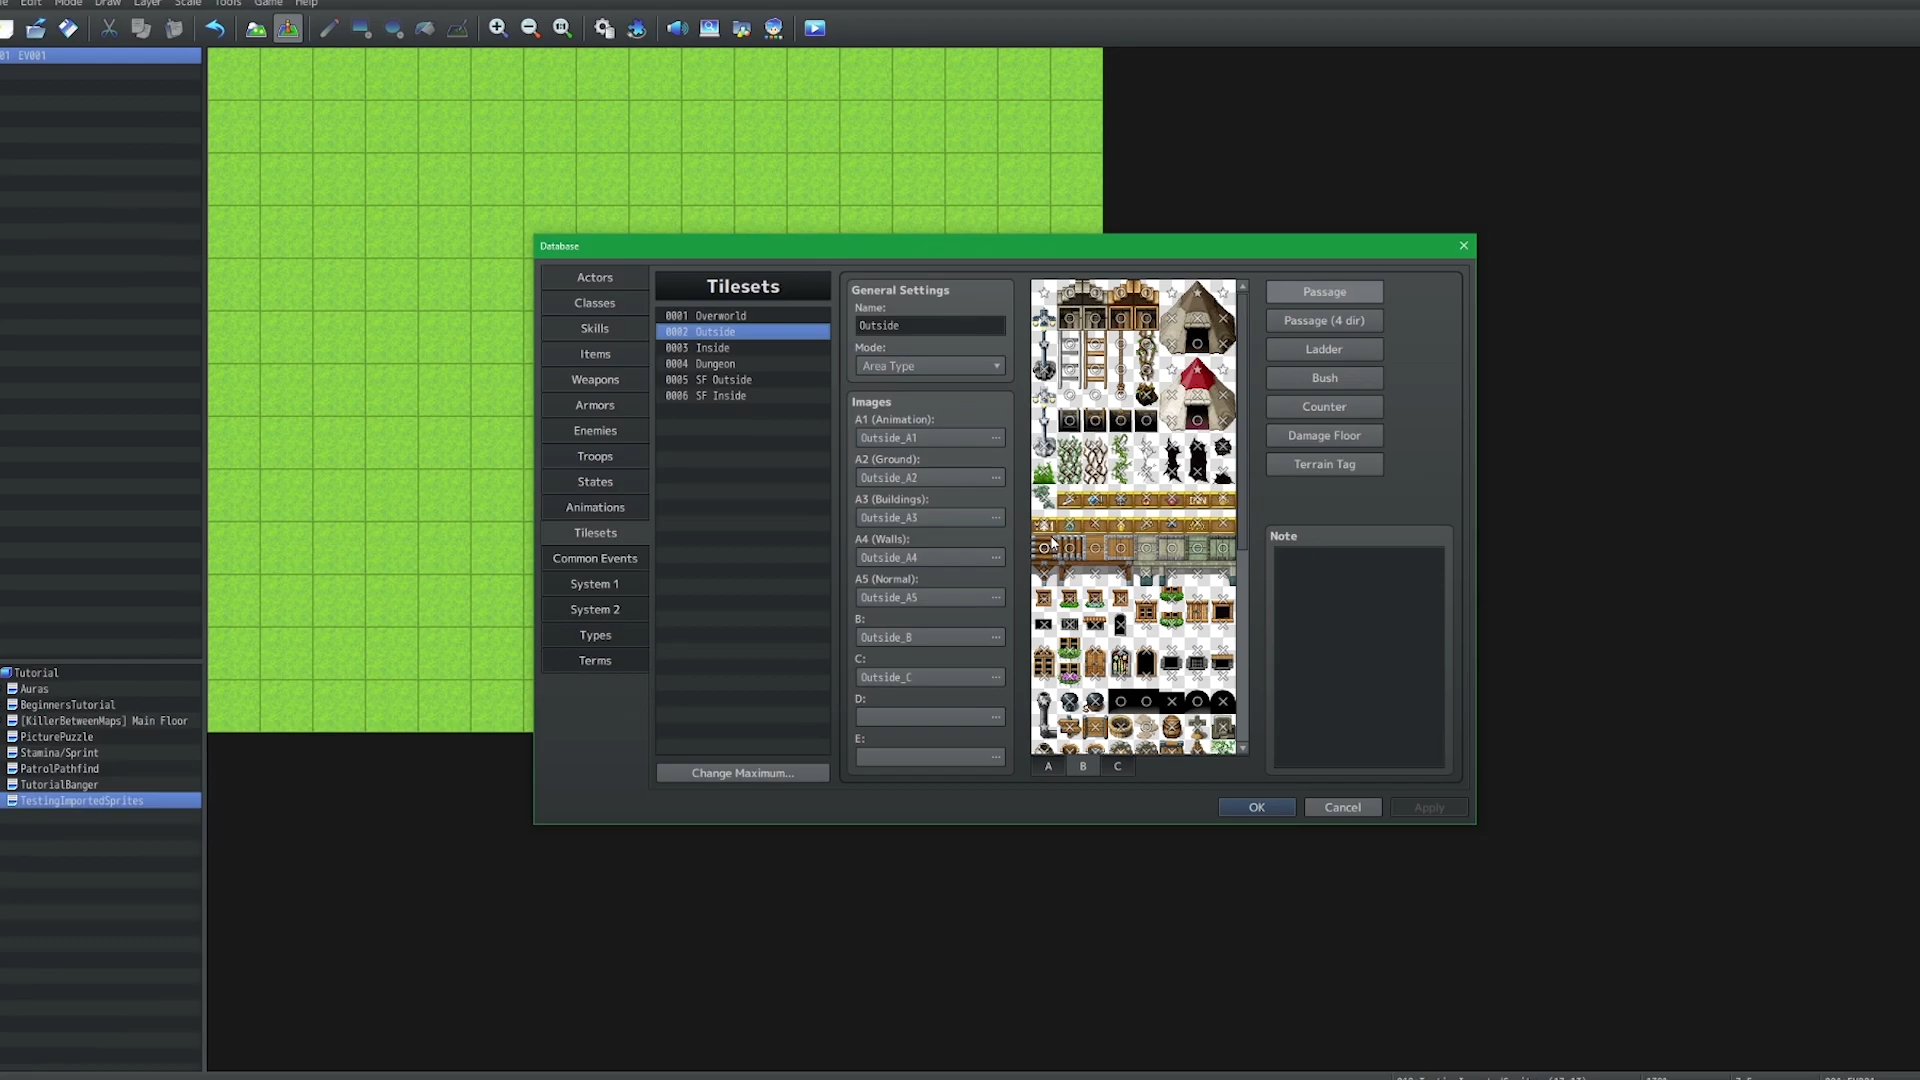 Edit Mode Draw Layer Scale Tools Game Help
01 EV001
Database
Actors
Classes
Skills
Items
Weapons
Armors
Enemies
Troops
States
Animations
Tilesets
Common Events
System 1
System 2
Types
Terms
Tilesets
0001 Overworld
0002 Outside
0003 Inside
0004 Dungeon
0005 SF Outside
0006 SF Inside
Change Maximum...
General Settings
Name:
Outside
Mode:
Area Type
Images
A1 (Animation):
Outside_A1 ...
A2 (Ground):
Outside_A2 ...
A3 (Buildings):
Outside_A3 ...
A4 (Walls):
Outside_A4 ...
A5 (Normal):
Outside_A5 ...
B:
Outside_B ...
C:
Outside_C ...
D:
...
E:
...
INN
A B C
Passage
Passage (4 dir)
Ladder
Bush
Counter
Damage Floor
Terrain Tag
Note
OK Cancel Apply
Tutorial
Auras
BeginnersTutorial
[KillerBetweenMaps] Main Floor
PicturePuzzle
Stamina/Sprint
PatrolPathfind
TutorialBanger
TestingImportedSprites